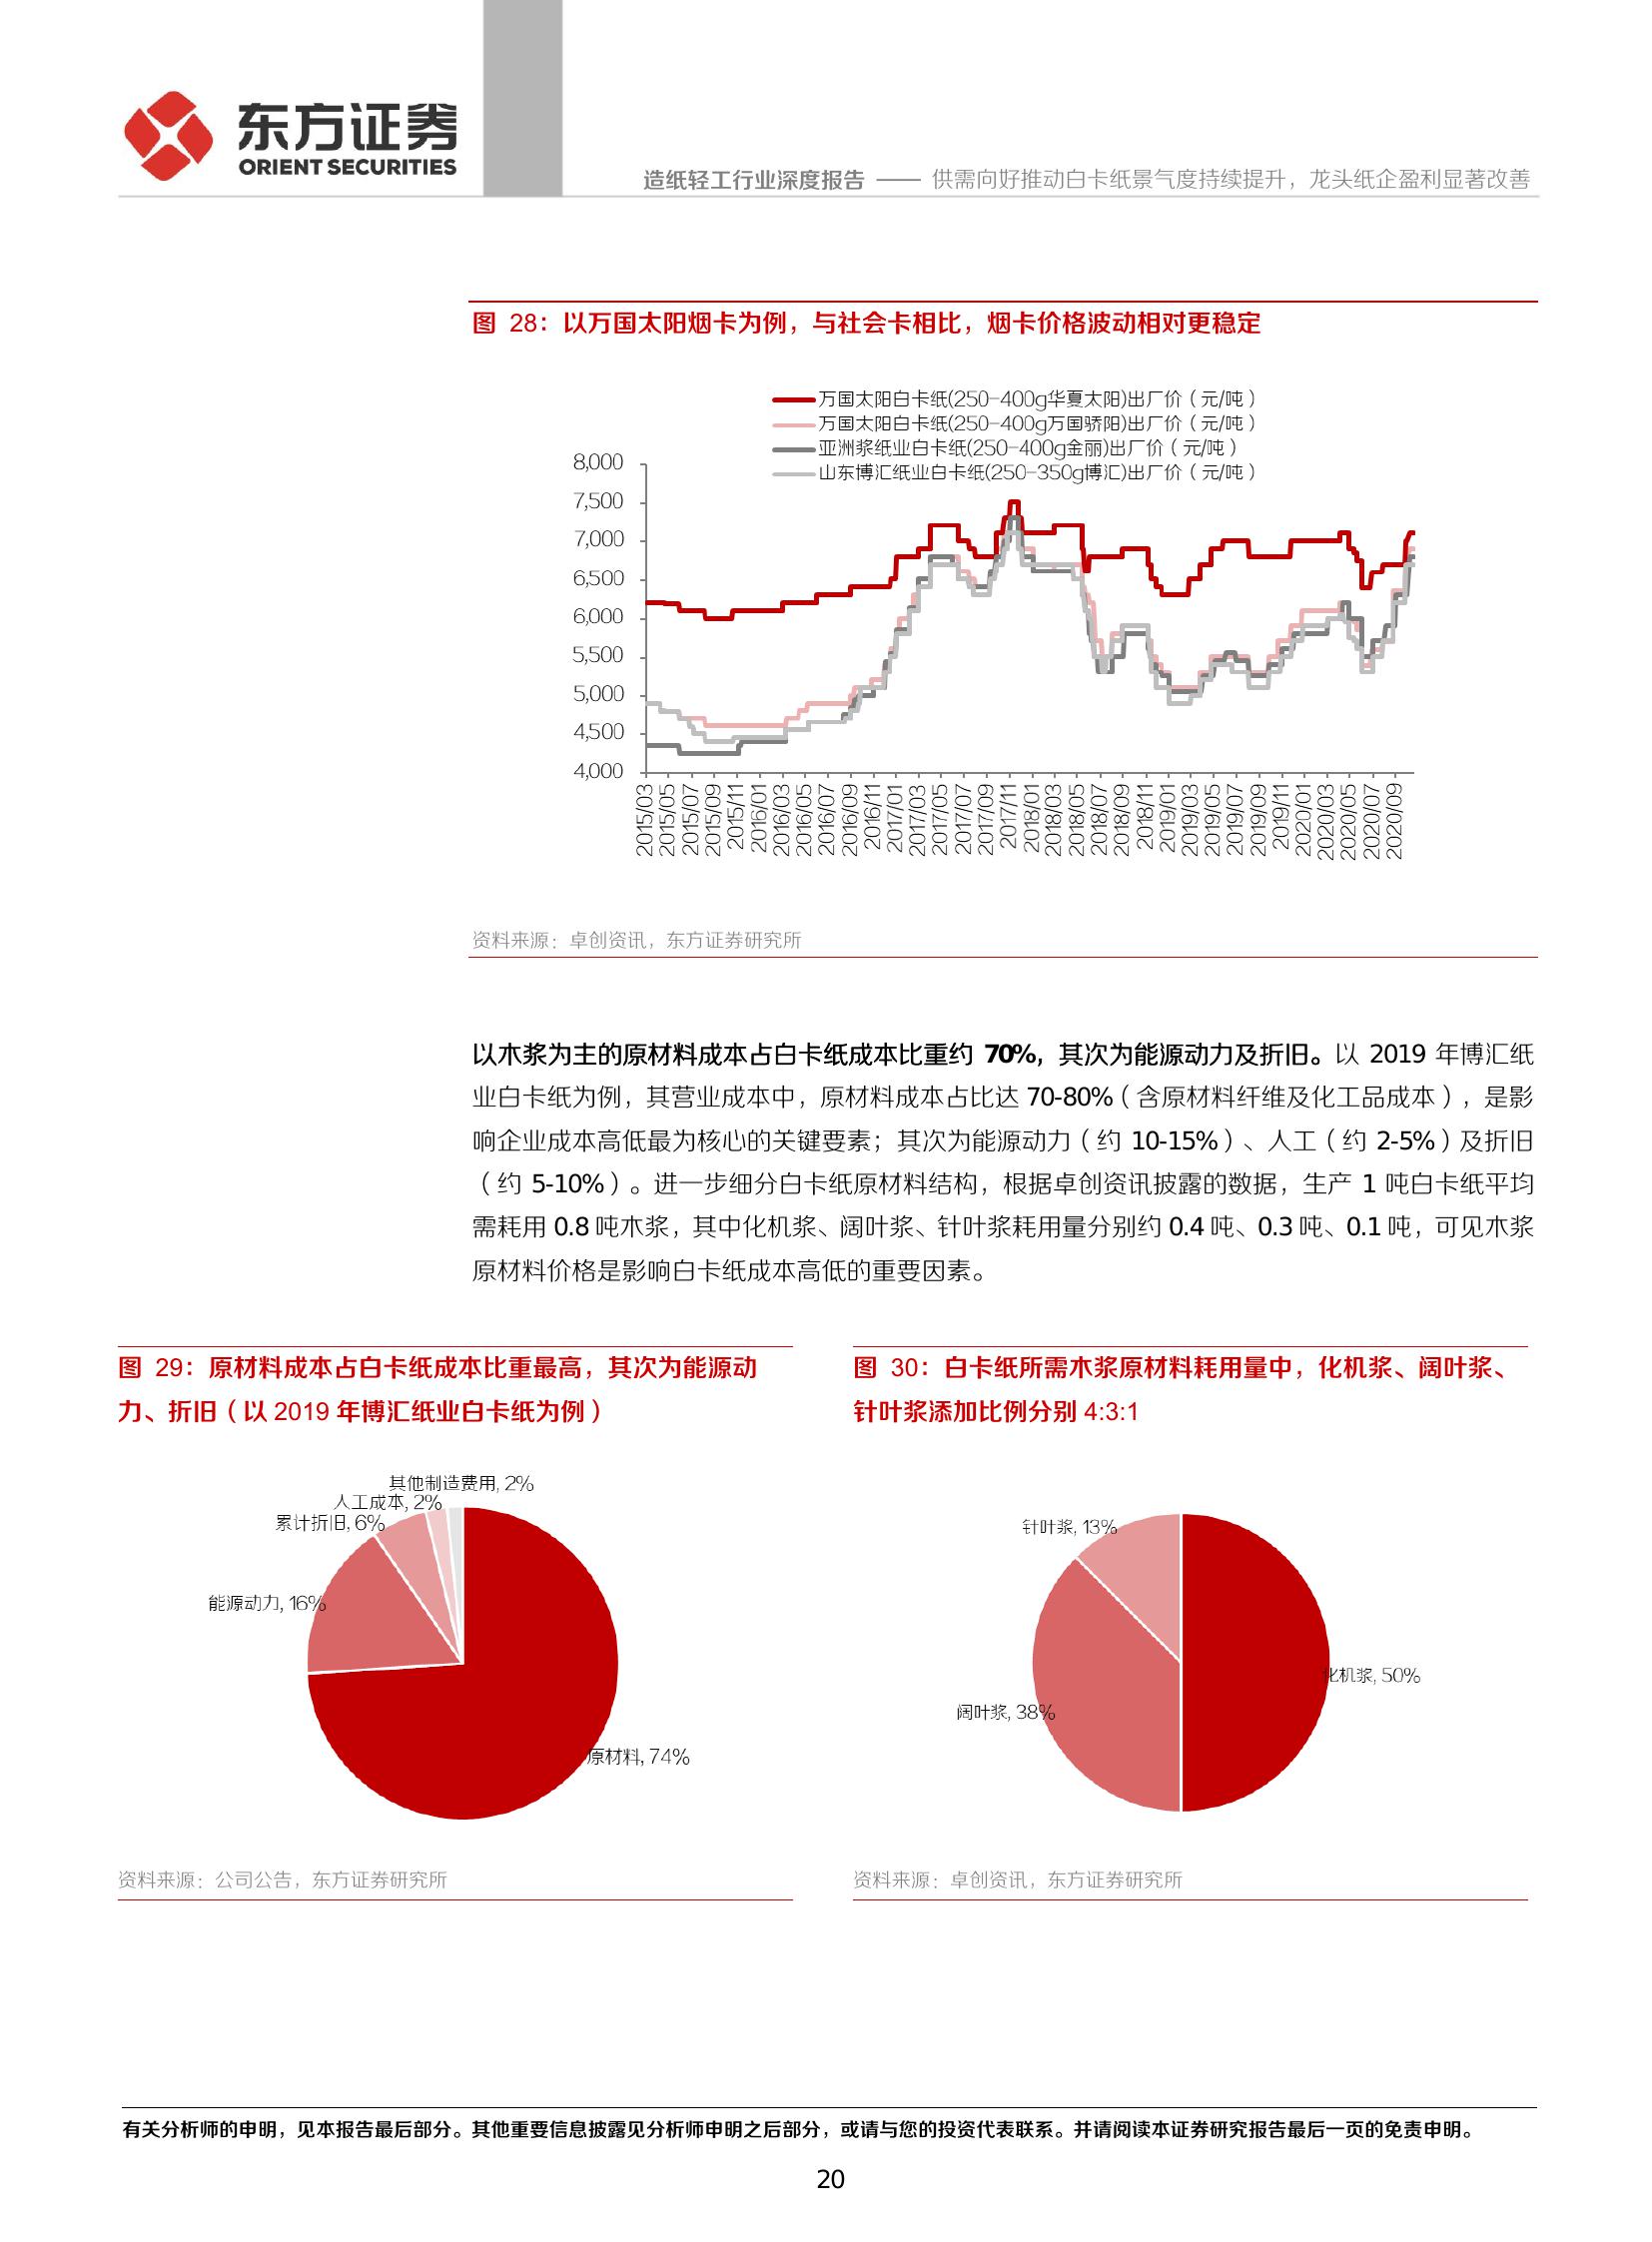 东方证券
ORIENT SECURITIES
造纸轻工行业深度报告 —— 供需向好推动白卡纸景气度持续提升，龙头纸企盈利显著改善
图 28：以万国太阳烟卡为例，与社会卡相比，烟卡价格波动相对更稳定
万国太阳白卡纸(250-400g华夏太阳)出厂价（元/吨）
万国太阳白卡纸(250-400g万国骄阳)出厂价（元/吨）
亚洲浆纸业白卡纸(250-400g金丽)出厂价（元/吨）
山东博汇纸业白卡纸(250-350g博汇)出厂价（元/吨）
8,000
7,500
7,000
6,500
6,000
5,500
5,000
4,500
4,000
2015/03
2015/05
2015/07
2015/09
2015/11
2016/01
2016/03
2016/05
2016/07
2016/09
2016/11
2017/01
2017/03
2017/05
2017/07
2017/09
2017/11
2018/01
2018/03
2018/05
2018/07
2018/09
2018/11
2019/01
2019/03
2019/05
2019/07
2019/09
2019/11
2020/01
2020/03
2020/05
2020/07
2020/09
资料来源：卓创资讯，东方证券研究所
以木浆为主的原材料成本占白卡纸成本比重约 70%，其次为能源动力及折旧。以 2019 年博汇纸
业白卡纸为例，其营业成本中，原材料成本占比达 70-80%（含原材料纤维及化工品成本），是影
响企业成本高低最为核心的关键要素；其次为能源动力（约 10-15%）、人工（约 2-5%）及折旧
（约 5-10%）。进一步细分白卡纸原材料结构，根据卓创资讯披露的数据，生产 1 吨白卡纸平均
需耗用 0.8 吨木浆，其中化机浆、阔叶浆、针叶浆耗用量分别约 0.4 吨、0.3 吨、0.1 吨，可见木浆
原材料价格是影响白卡纸成本高低的重要因素。
图 29：原材料成本占白卡纸成本比重最高，其次为能源动
力、折旧（以 2019 年博汇纸业白卡纸为例）
其他制造费用, 2%
人工成本, 2%
累计折旧, 6%
能源动力, 16%
原材料, 74%
资料来源：公司公告，东方证券研究所
图 30：白卡纸所需木浆原材料耗用量中，化机浆、阔叶浆、
针叶浆添加比例分别 4:3:1
针叶浆, 13%
化机浆, 50%
阔叶浆, 38%
资料来源：卓创资讯，东方证券研究所
有关分析师的申明，见本报告最后部分。其他重要信息披露见分析师申明之后部分，或请与您的投资代表联系。并请阅读本证券研究报告最后一页的免责申明。
20